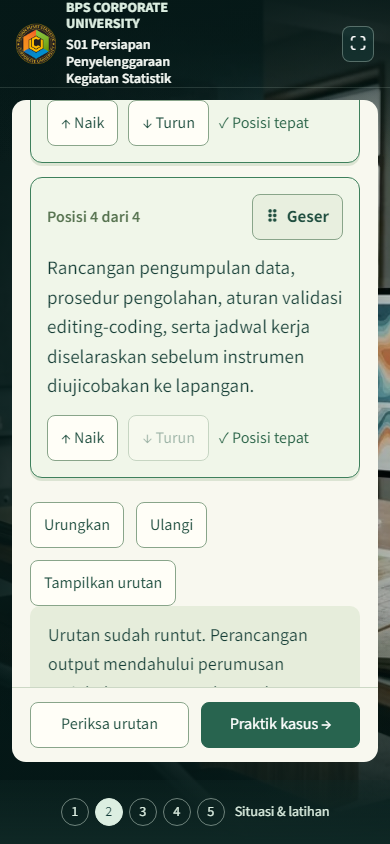 BPS CORPORATE
UNIVERSITY
S01 Persiapan
Penyelenggaraan
Kegiatan Statistik
↑ Naik
↓ Turun
✓ Posisi tepat
Posisi 4 dari 4
⠿ Geser
Rancangan pengumpulan data,
prosedur pengolahan, aturan validasi
editing-coding, serta jadwal kerja
diselaraskan sebelum instrumen
diujicobakan ke lapangan.
↑ Naik
↓ Turun
✓ Posisi tepat
Urungkan
Ulangi
Tampilkan urutan
Urutan sudah runtut. Perancangan
output mendahului perumusan
Periksa urutan
Praktik kasus →
1
2
3
4
5
Situasi & latihan